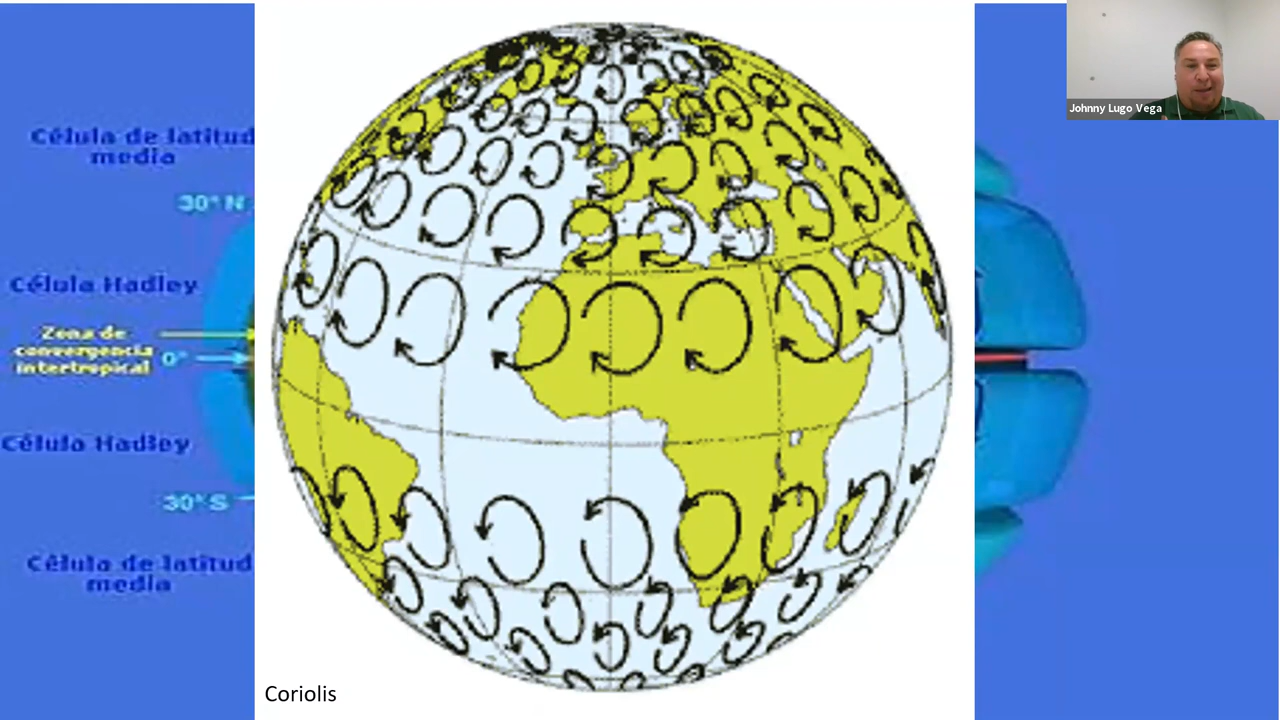 Célula de latitud
media
30° N
Célula Hadley
Zona de
convergencia
intertropical
0°
Célula Hadley
30° S
Célula de latitud
media
Coriolis
Johnny Lugo Vega